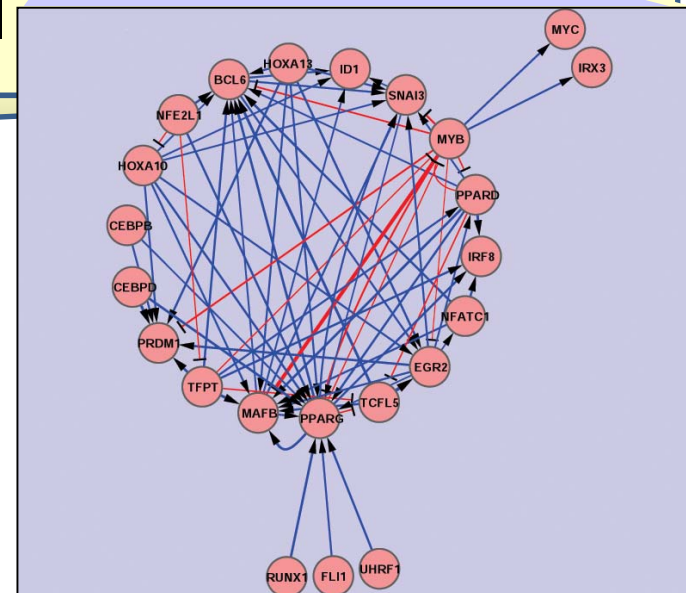 MYC
IRX3
HOXA13
ID1
BCL6
SNAI3
NFE2L1
MYB
HOXA10
PPARD
CEBPB
IRF8
CEBPD
NFATC1
PRDM1
EGR2
TFPT
TCFL5
MAFB
PPARG
RUNX1
FLI1
UHRF1